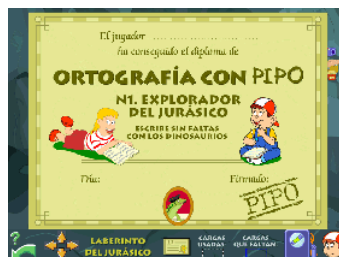 El jugador ......................
ha conseguido el diploma de
ORTOGRAFÍA CON PIPO
N1. EXPLORADOR
DEL JURÁSICO
ESCRIBE SIN FALTAS
CON LOS DINOSAURIOS
Día: Firmado:
PIPO
?
LABERINTO
DEL JURÁSICO
CARGAS
USADAS
CARGAS
QUE FALTAN